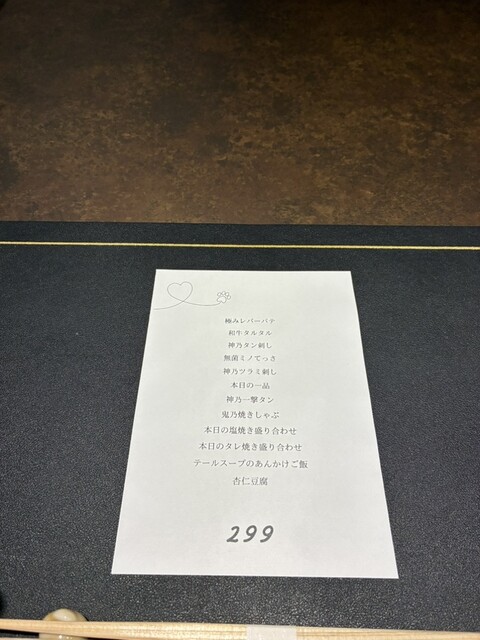 極みレバーパテ
和牛タルタル
神乃タン刺し
無菌ミノてっさ
神乃ツラミ刺し
本日の一品
神乃一撃タン
鬼乃焼きしゃぶ
本日の塩焼き盛り合わせ
本日のタレ焼き盛り合わせ
テールスープのあんかけご飯
杏仁豆腐
299